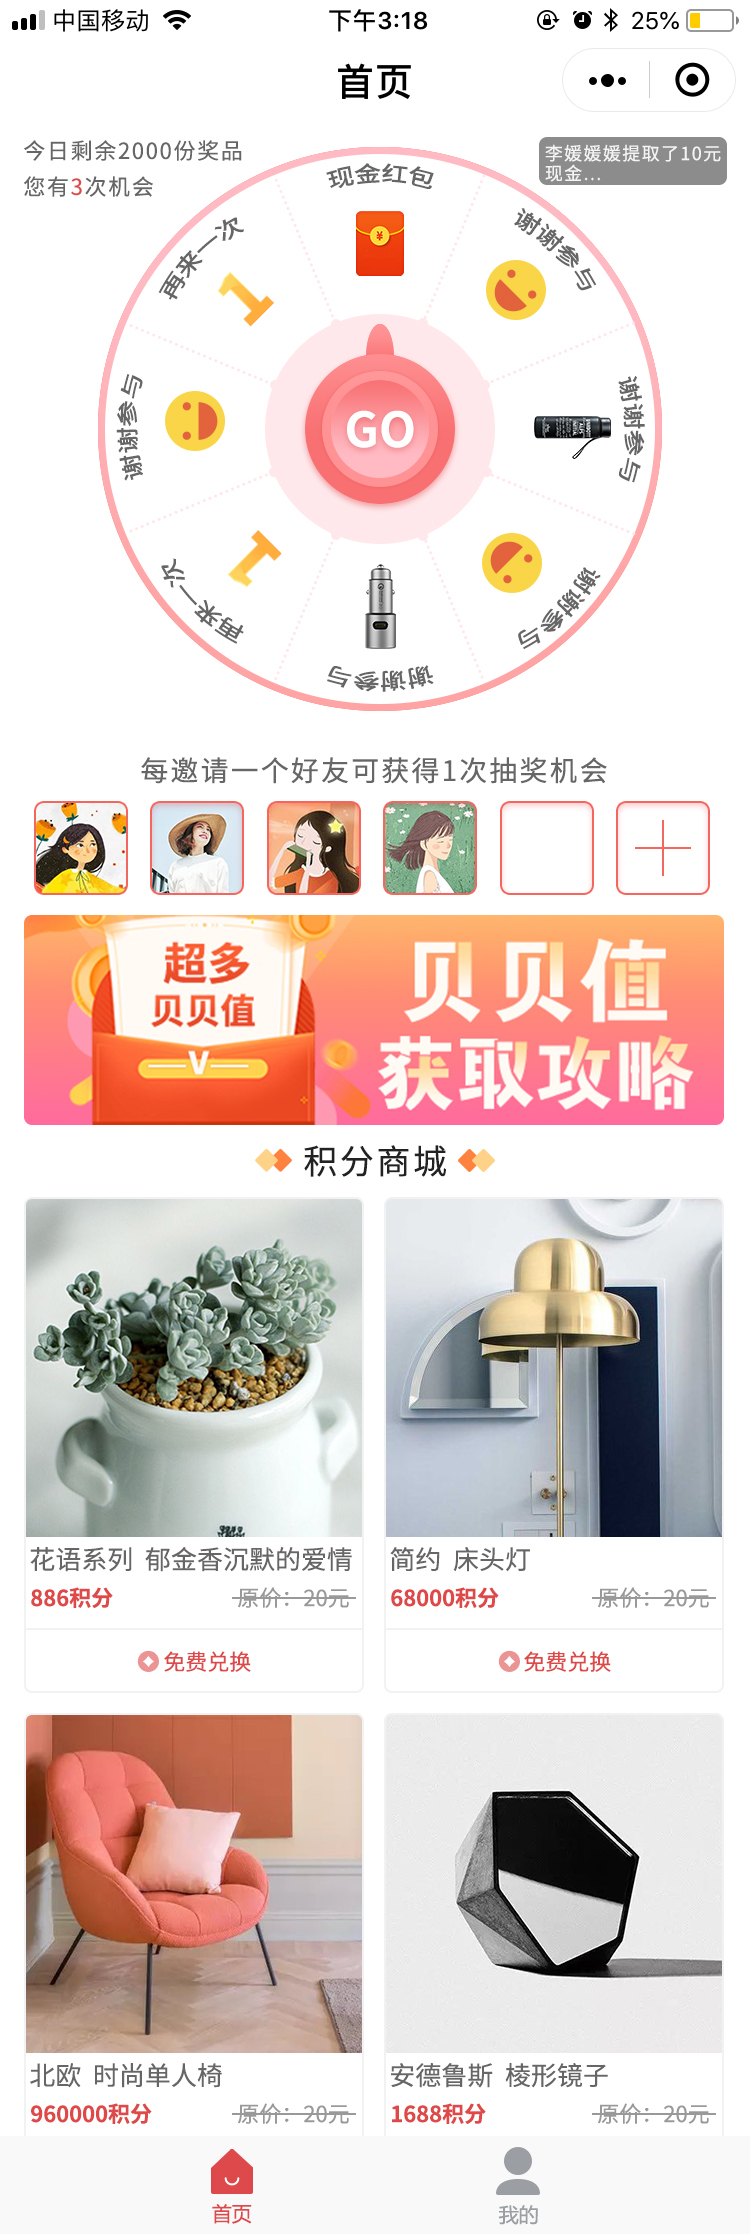 中国移动
下午3:18
25%
首页
今日剩余2000份奖品
您有3次机会
李媛媛媛提取了10元
现金...
现金红包
谢谢参与
谢谢参与
谢谢参与
谢谢参与
再来一次
谢谢参与
再来一次
GO
每邀请一个好友可获得1次抽奖机会
超多
贝贝值
V
贝贝值
获取攻略
积分商城
花语系列 郁金香沉默的爱情
886积分 原价：20元
免费兑换
简约 床头灯
68000积分 原价：20元
免费兑换
北欧 时尚单人椅
960000积分 原价：20元
安德鲁斯 棱形镜子
1688积分 原价：20元
首页
我的